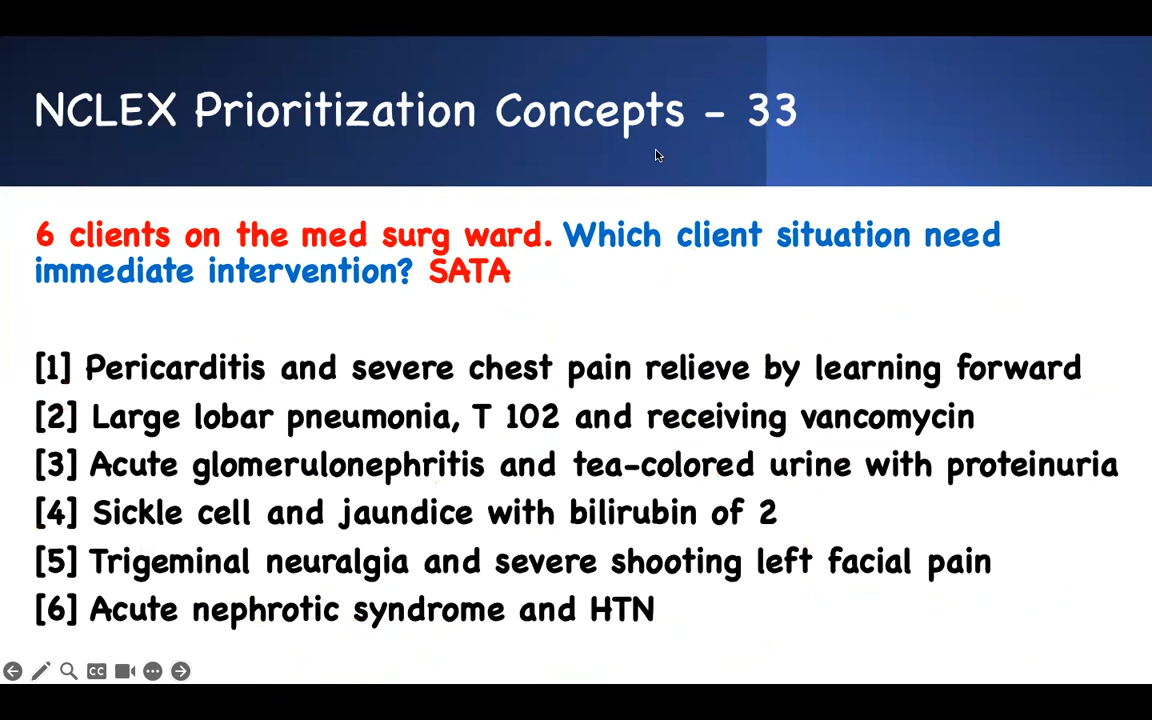 NCLEX Prioritization Concepts - 33
6 clients on the med surg ward. Which client situation need
immediate intervention? SATA
[1] Pericarditis and severe chest pain relieve by learning forward
[2] Large lobar pneumonia, T 102 and receiving vancomycin
[3] Acute glomerulonephritis and tea-colored urine with proteinuria
[4] Sickle cell and jaundice with bilirubin of 2
[5] Trigeminal neuralgia and severe shooting left facial pain
[6] Acute nephrotic syndrome and HTN
CC